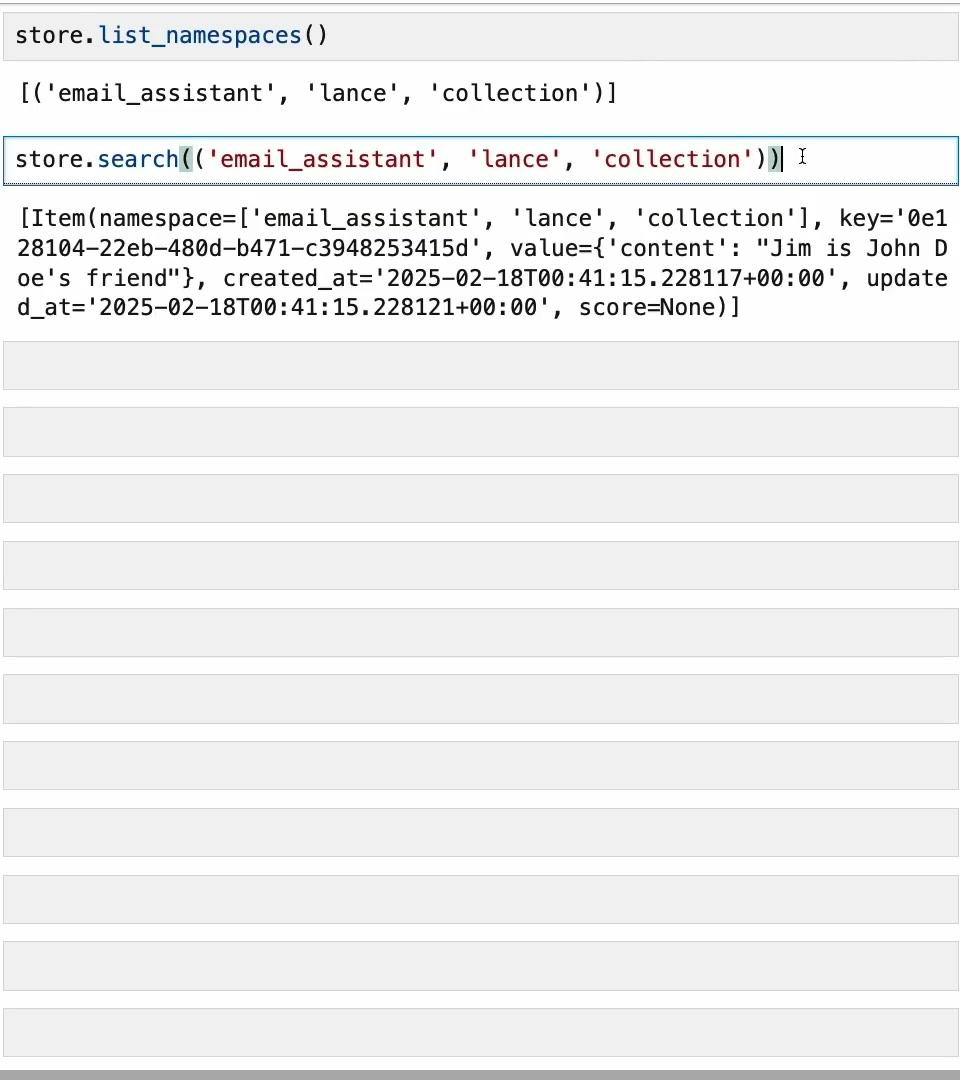 store.list_namespaces()
[('email_assistant', 'lance', 'collection')]
store.search(('email_assistant', 'lance', 'collection'))
[Item(namespace=['email_assistant', 'lance', 'collection'], key='0e1
28104-22eb-480d-b471-c3948253415d', value={'content': "Jim is John D
oe's friend"}, created_at='2025-02-18T00:41:15.228117+00:00', update
d_at='2025-02-18T00:41:15.228121+00:00', score=None)]